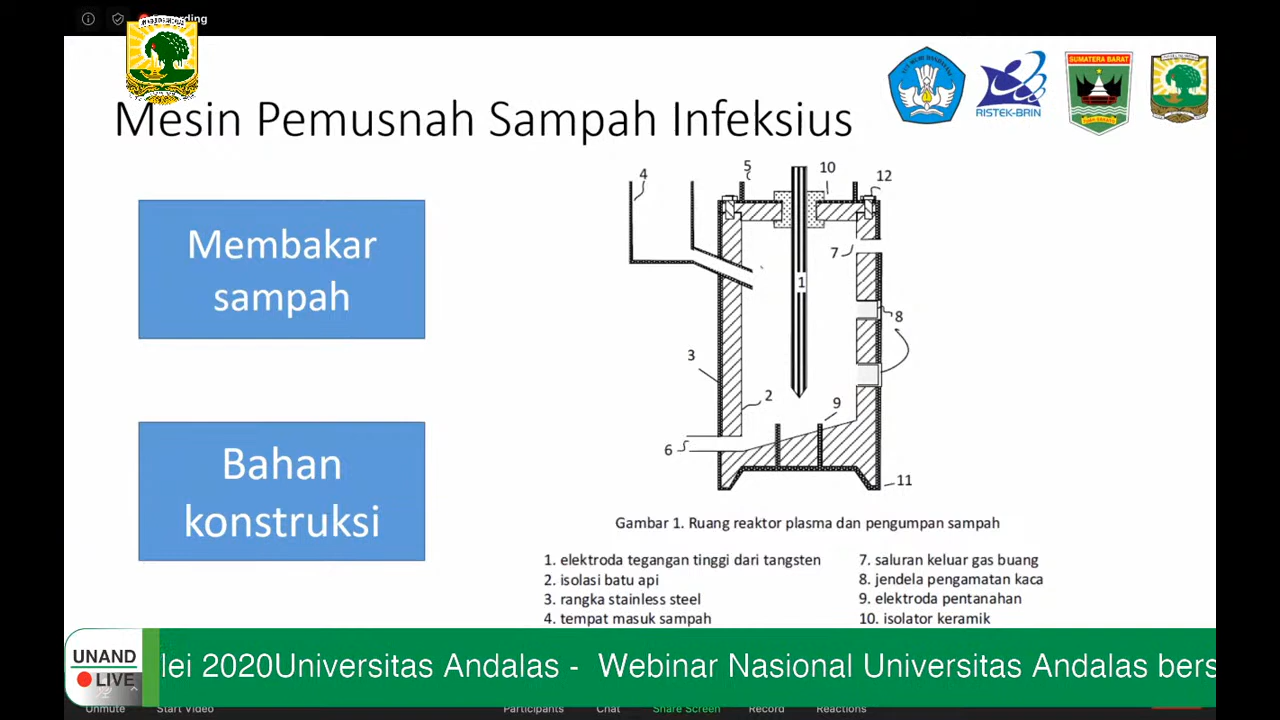 Recording
RISTEK-BRIN
SUMATERA BARAT
Mesin Pemusnah Sampah Infeksius
Membakar
sampah
Bahan
konstruksi
4
5
10
12
7
1
8
3
2
9
6
11
Gambar 1. Ruang reaktor plasma dan pengumpan sampah
1. elektroda tegangan tinggi dari tangsten
2. isolasi batu api
3. rangka stainless steel
4. tempat masuk sampah
7. saluran keluar gas buang
8. jendela pengamatan kaca
9. elektroda pentanahan
10. isolator keramik
UNAND
LIVE
lei 2020Universitas Andalas - Webinar Nasional Universitas Andalas bers
Unmute
Start Video
Participants
Chat
Share Screen
Record
Reactions